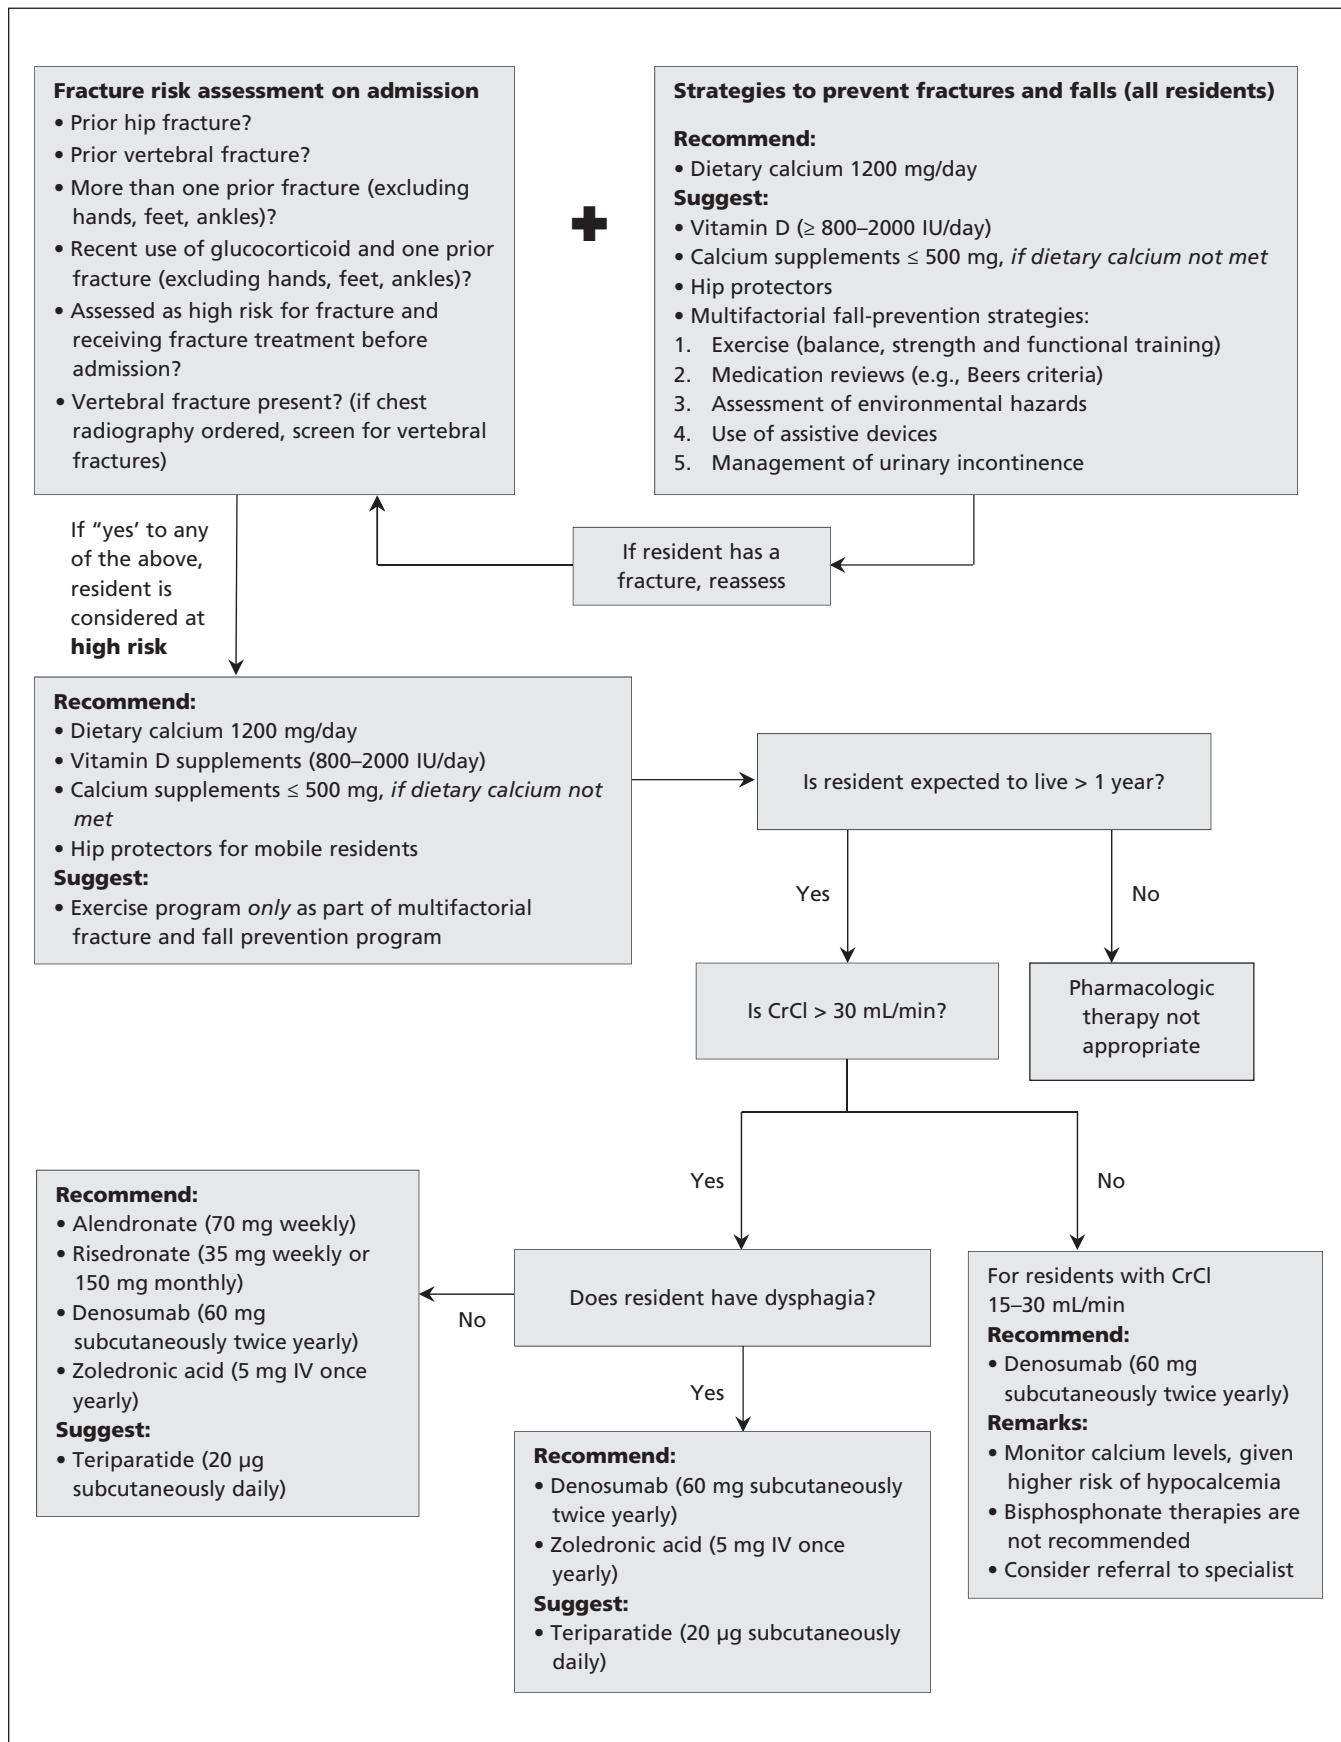 Fracture risk assessment on admission
• Prior hip fracture?
• Prior vertebral fracture?
• More than one prior fracture (excluding
hands, feet, ankles)?
• Recent use of glucocorticoid and one prior
fracture (excluding hands, feet, ankles)?
• Assessed as high risk for fracture and
receiving fracture treatment before
admission?
• Vertebral fracture present? (if chest
radiography ordered, screen for vertebral
fractures)
+
Strategies to prevent fractures and falls (all residents)
Recommend:
• Dietary calcium 1200 mg/day
Suggest:
• Vitamin D (≥ 800–2000 IU/day)
• Calcium supplements ≤ 500 mg, if dietary calcium not met
• Hip protectors
• Multifactorial fall-prevention strategies:
1. Exercise (balance, strength and functional training)
2. Medication reviews (e.g., Beers criteria)
3. Assessment of environmental hazards
4. Use of assistive devices
5. Management of urinary incontinence
If resident has a
fracture, reassess
If “yes’ to any
of the above,
resident is
considered at
high risk
Recommend:
• Dietary calcium 1200 mg/day
• Vitamin D supplements (800–2000 IU/day)
• Calcium supplements ≤ 500 mg, if dietary calcium not
met
• Hip protectors for mobile residents
Suggest:
• Exercise program only as part of multifactorial
fracture and fall prevention program
Is resident expected to live > 1 year?
Yes
No
Is CrCl > 30 mL/min?
Pharmacologic
therapy not
appropriate
Yes
No
Recommend:
• Alendronate (70 mg weekly)
• Risedronate (35 mg weekly or
150 mg monthly)
• Denosumab (60 mg
subcutaneously twice yearly)
• Zoledronic acid (5 mg IV once
yearly)
Suggest:
• Teriparatide (20 µg
subcutaneously daily)
No
Does resident have dysphagia?
Yes
Recommend:
• Denosumab (60 mg subcutaneously
twice yearly)
• Zoledronic acid (5 mg IV once
yearly)
Suggest:
• Teriparatide (20 µg subcutaneously
daily)
For residents with CrCl
15–30 mL/min
Recommend:
• Denosumab (60 mg
subcutaneously twice yearly)
Remarks:
• Monitor calcium levels, given
higher risk of hypocalcemia
• Bisphosphonate therapies are
not recommended
• Consider referral to specialist